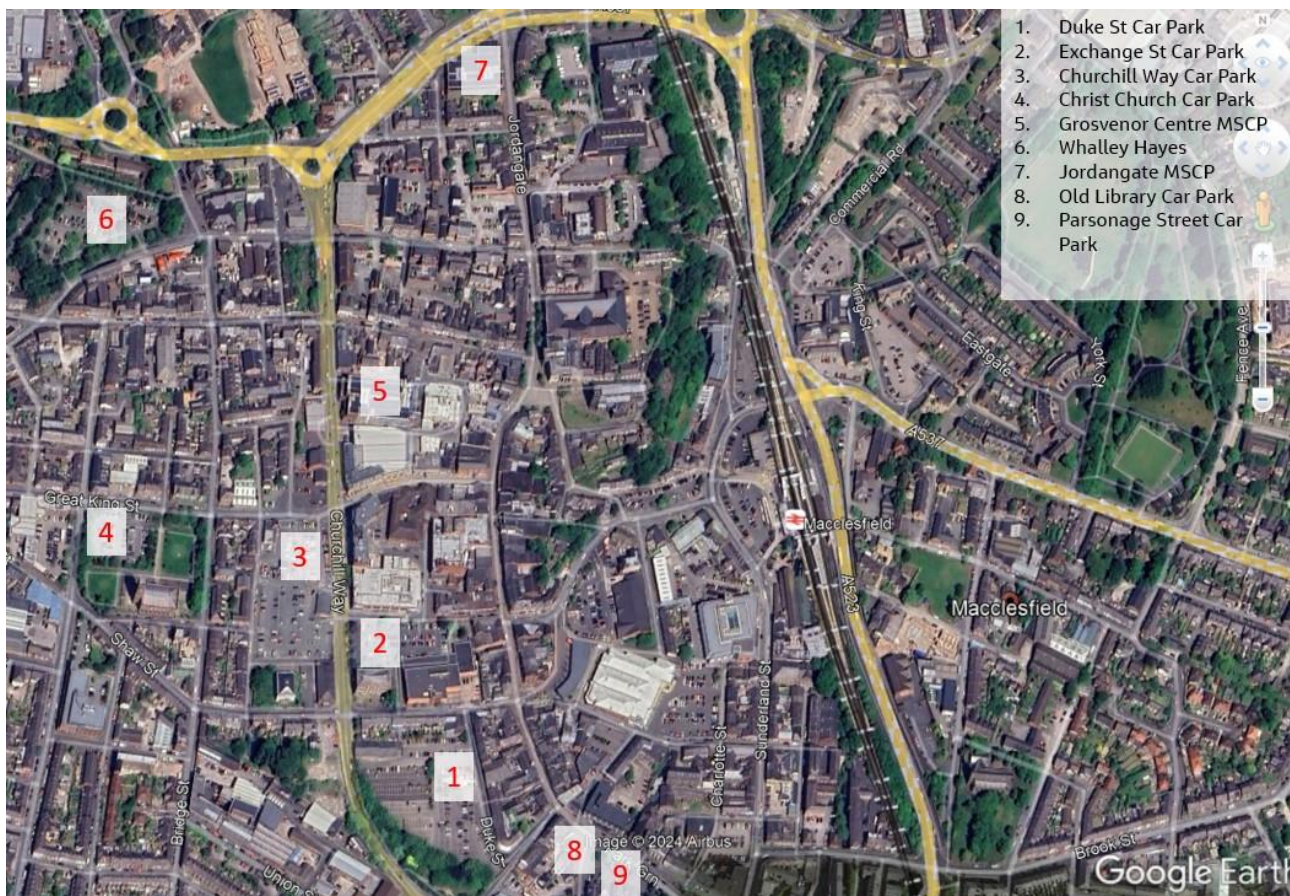 1. Duke St Car Park
2. Exchange St Car Park
3. Churchill Way Car Park
4. Christ Church Car Park
5. Grosvenor Centre MSCP
6. Whalley Hayes
7. Jordangate MSCP
8. Old Library Car Park
9. Parsonage Street Car
Park
N
7
Jordangate
6
Commercial Rd
King St
Eastgate
York St
Fence Ave
5
A537
Great King St
4
3
Churchill Way
Macclesfield
A523
Macclesfield
2
Shaw St
Sunderland St
Charlotte St
1
Bridge St
Duke St
Union St
8
Image © 2024 Airbus
9
Grn
Brook St
Google Earth